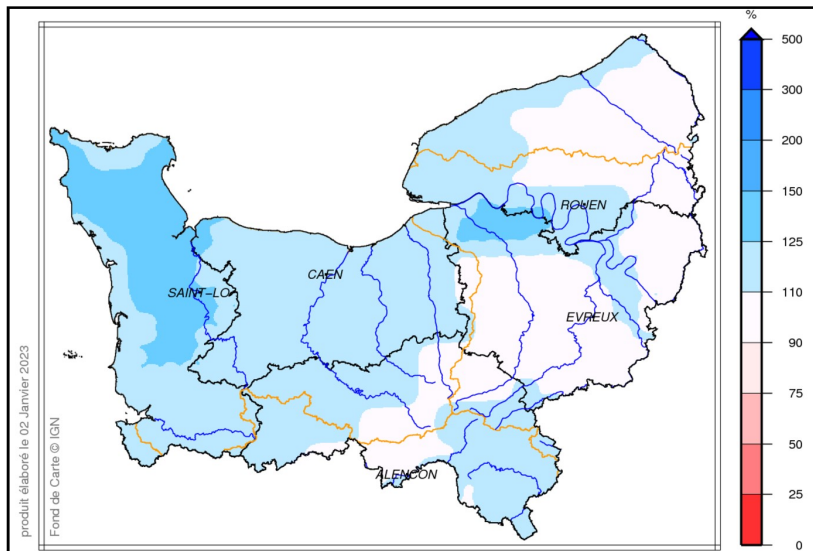 %
500
300
200
150
125
110
90
75
50
25
0
ROUEN
CAEN
SAINT-LO
EVREUX
ALENCON
produit élaboré le 02 Janvier 2023
Fond de Carte © IGN